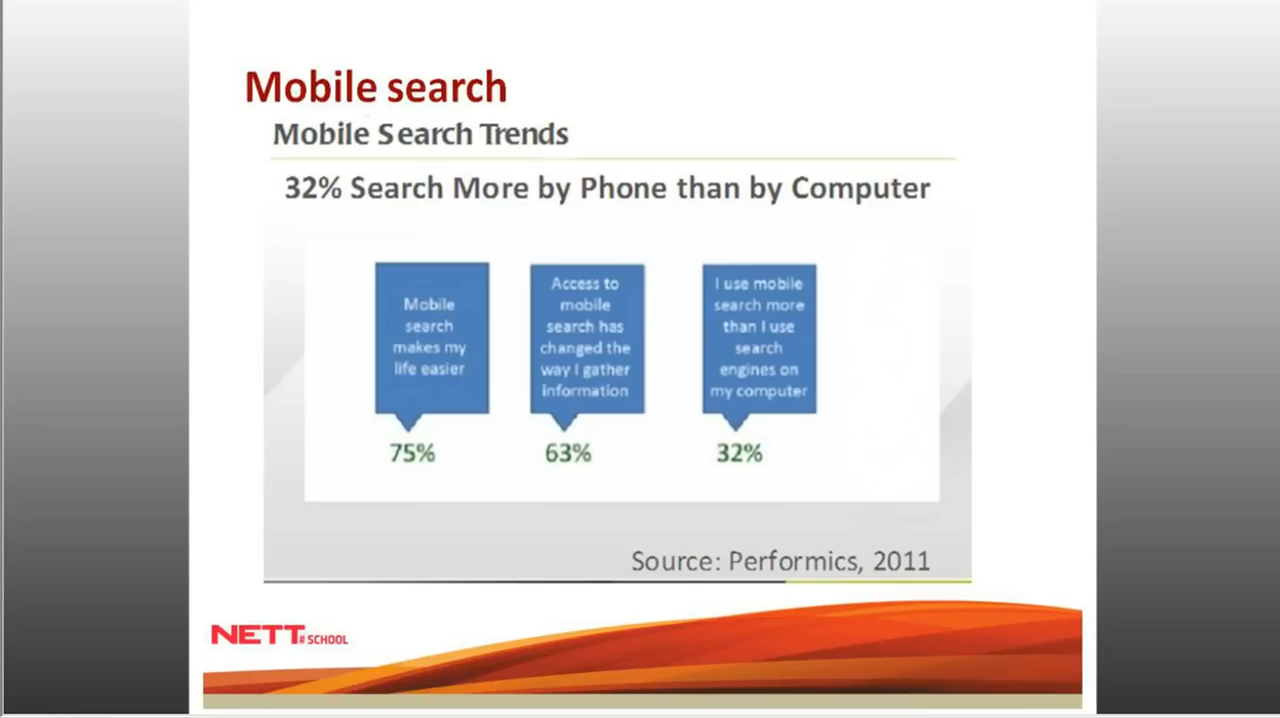 Mobile search
Mobile Search Trends
32% Search More by Phone than by Computer
Mobile
search
makes my
life easier
75%
Access to
mobile
search has
changed the
way I gather
information
63%
I use mobile
search more
than I use
search
engines on
my computer
32%
Source: Performics, 2011
NETT # SCHOOL